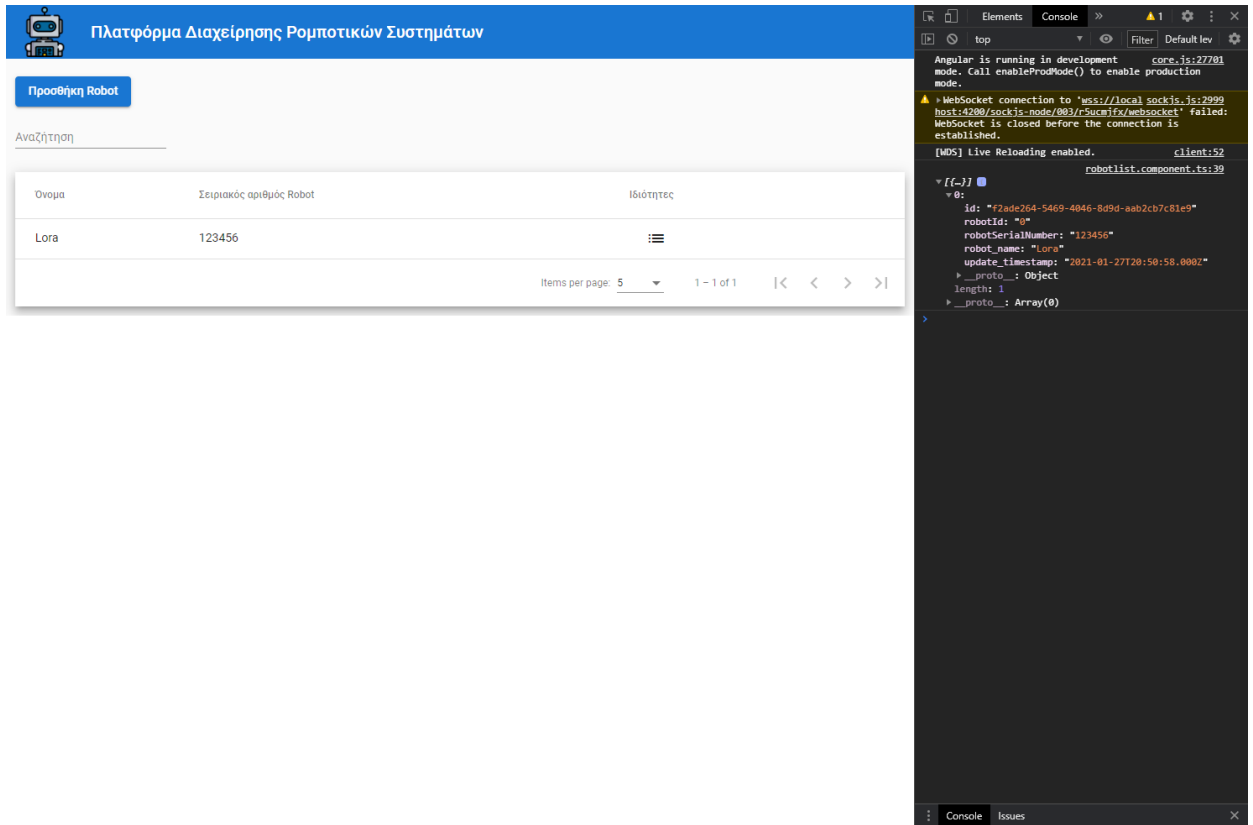 Πλατφόρμα Διαχείρησης Ρομποτικών Συστημάτων
Προσθήκη Robot
Αναζήτηση
Όνομα Σειριακός αριθμός Robot Ιδιότητες
Lora 123456
Items per page: 5 1 – 1 of 1
Elements Console » 1
top Filter Default lev
Angular is running in development core.js:27701
mode. Call enableProdMode() to enable production
mode.
WebSocket connection to 'wss://local sockjs.js:2999
host:4200/sockjs-node/003/r5ucmjfx/websocket' failed:
WebSocket is closed before the connection is
established.
[WDS] Live Reloading enabled. client:52
robotlist.component.ts:39
[{…}]
0:
id: "f2ade264-5469-4046-8d9d-aab2cb7c81e9"
robotId: "0"
robotSerialNumber: "123456"
robot_name: "Lora"
update_timestamp: "2021-01-27T20:50:58.000Z"
__proto__: Object
length: 1
__proto__: Array(0)
Console Issues